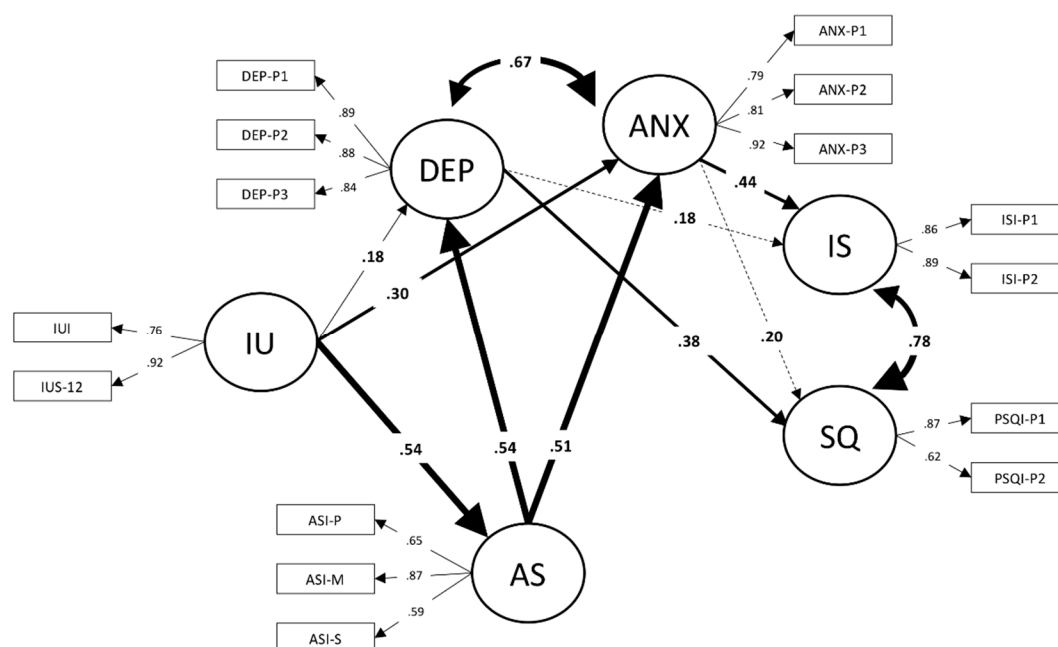 ANX-P1
.67
DEP-P1
.79
ANX-P2
.89
.81
ANX
DEP-P2
.88
.92
ANX-P3
DEP
DEP-P3
.84
.44
.18
ISI-P1
.86
IS
.18
.89
ISI-P2
.30
IUI
.76
IU
.38
.20
.78
.92
IUS-12
PSQI-P1
.87
SQ
.54
.54
.51
.62
PSQI-P2
ASI-P
.65
ASI-M
.87
AS
.59
ASI-S